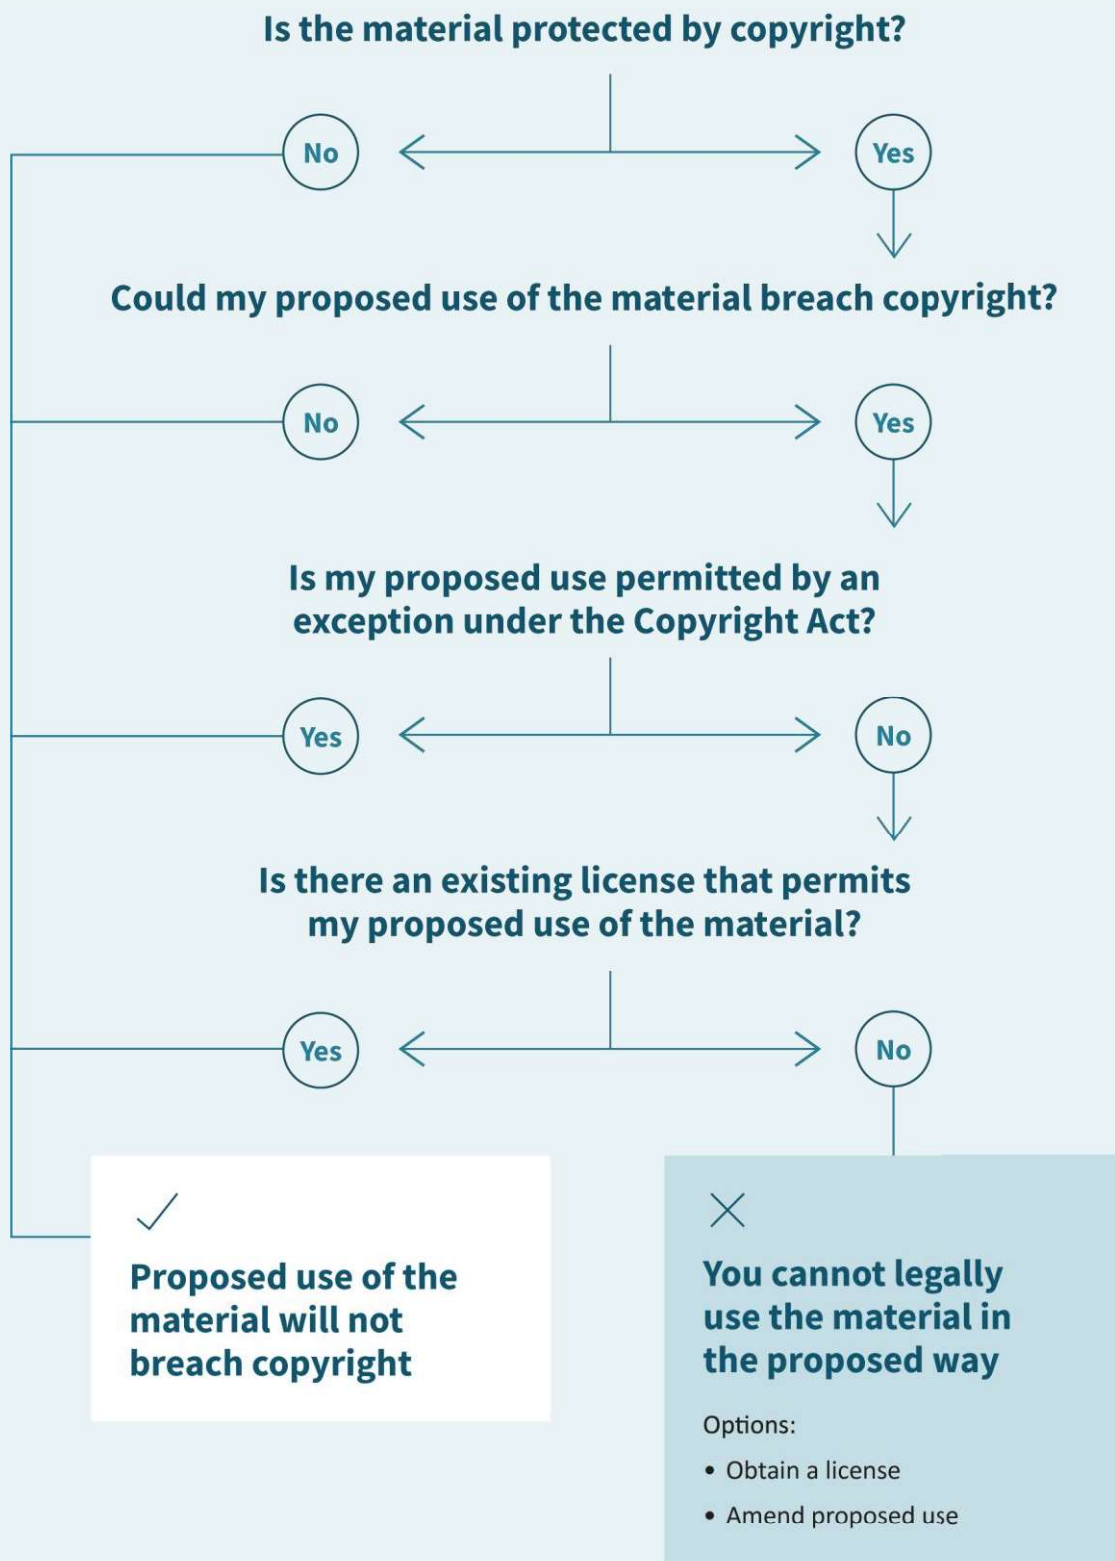 Is the material protected by copyright?
No
Yes
Could my proposed use of the material breach copyright?
No
Yes
Is my proposed use permitted by an
exception under the Copyright Act?
Yes
No
Is there an existing license that permits
my proposed use of the material?
Yes
No
Proposed use of the
material will not
breach copyright
You cannot legally
use the material in
the proposed way
Options:
• Obtain a license
• Amend proposed use